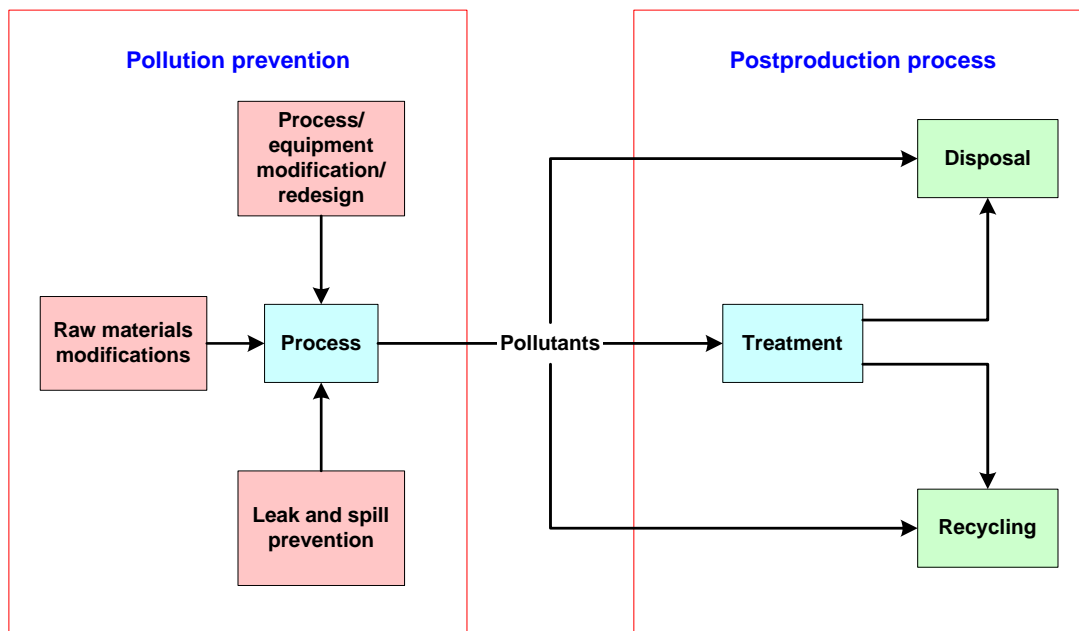 Pollution prevention
Process/
equipment
modification/
redesign
Raw materials
modifications
Process
Leak and spill
prevention
Pollutants
Postproduction process
Disposal
Treatment
Recycling